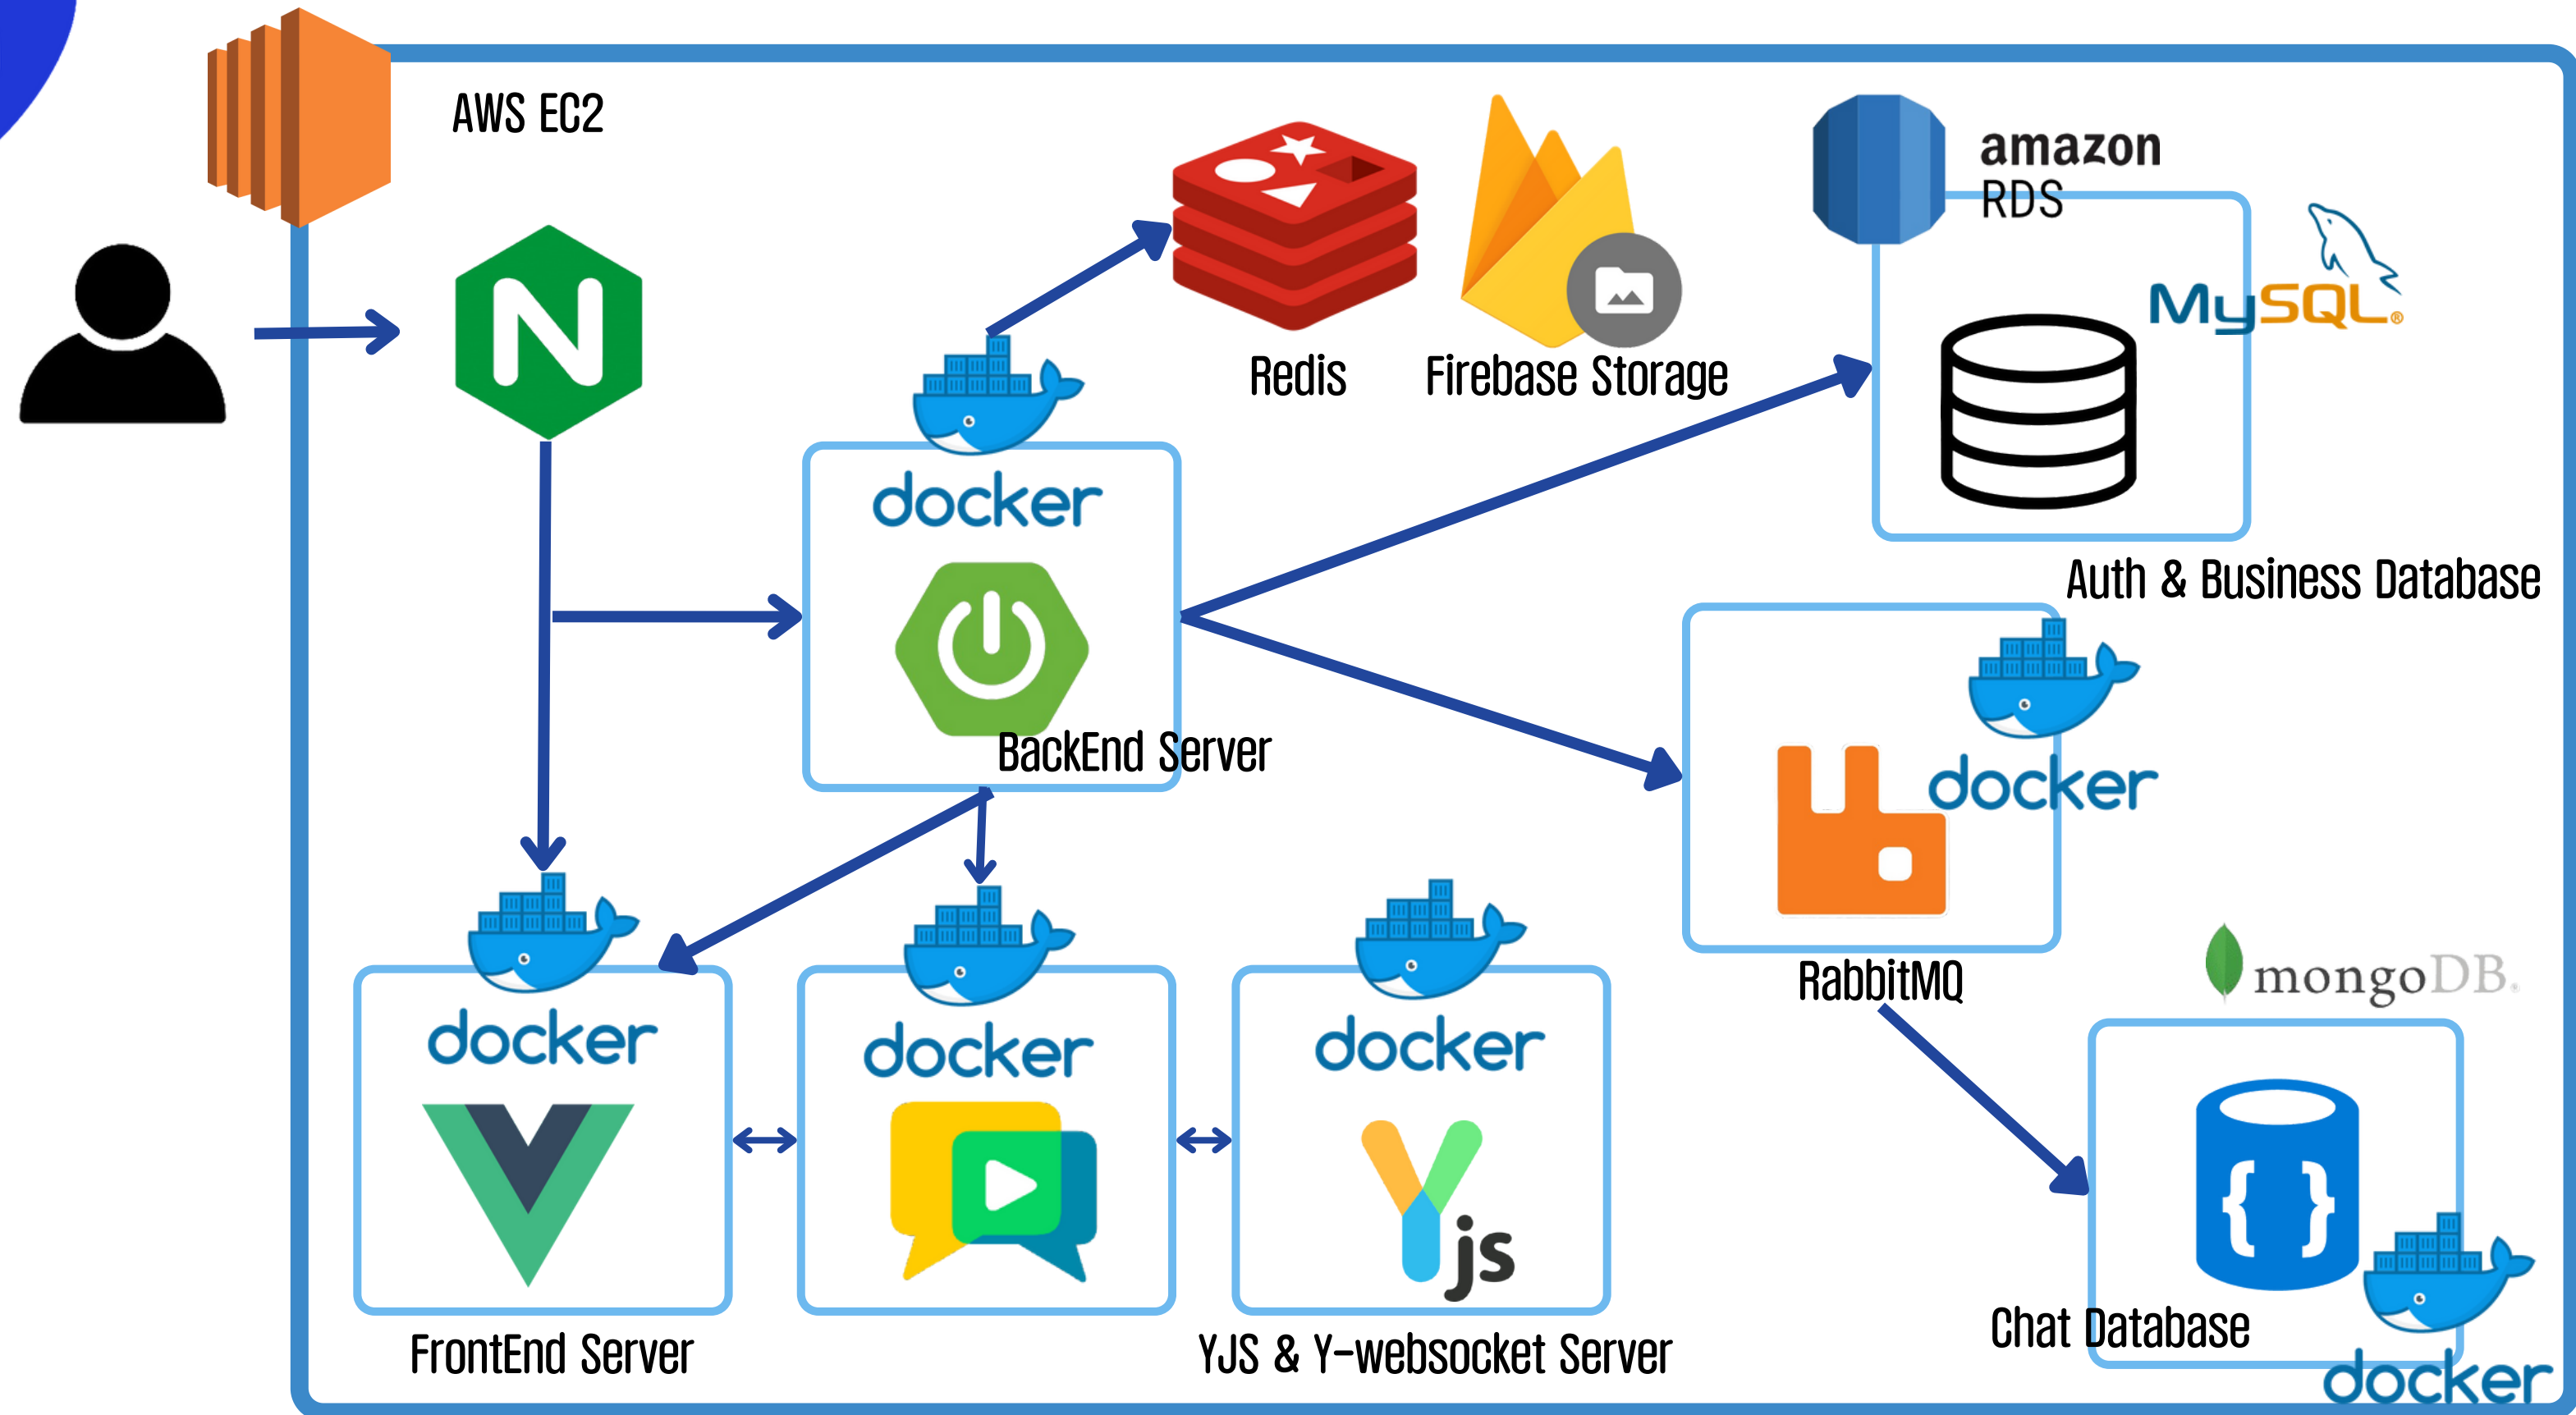 AWS EC2
amazon
RDS
MySQL®
Redis
Firebase Storage
docker
Auth & Business Database
BackEnd Server
docker
RabbitMQ
mongoDB®
docker
docker
docker
js
FrontEnd Server
YJS & Y-websocket Server
Chat Database
docker